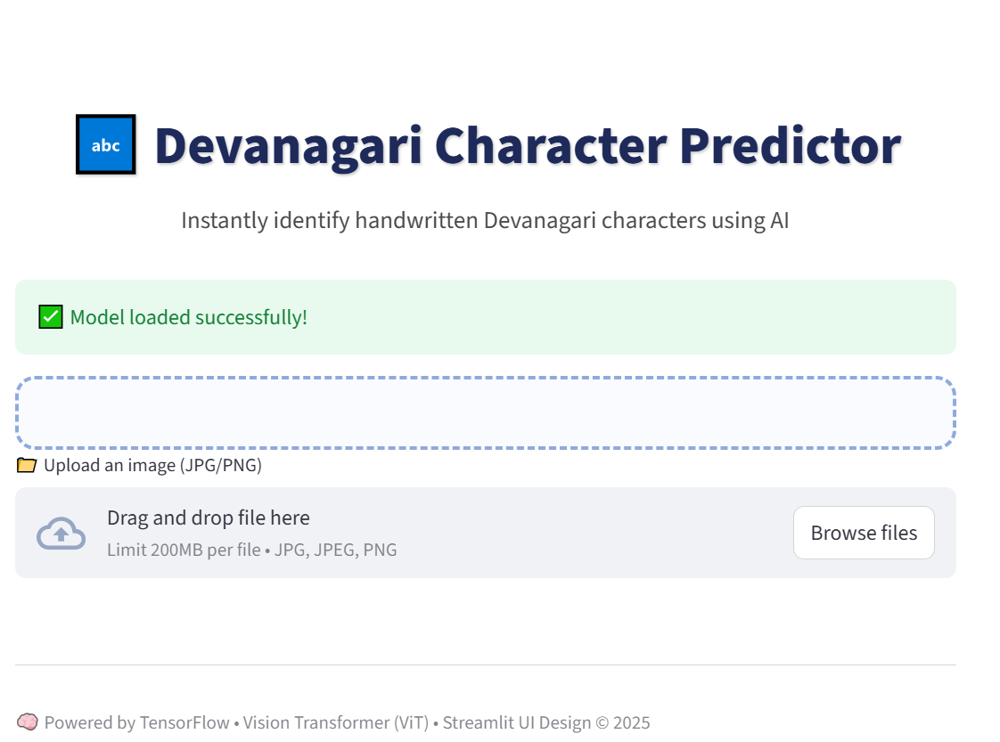 abc Devanagari Character Predictor
Instantly identify handwritten Devanagari characters using AI
✅ Model loaded successfully!
📁 Upload an image (JPG/PNG)
Drag and drop file here
Browse files
Limit 200MB per file • JPG, JPEG, PNG
🧠 Powered by TensorFlow • Vision Transformer (ViT) • Streamlit UI Design © 2025